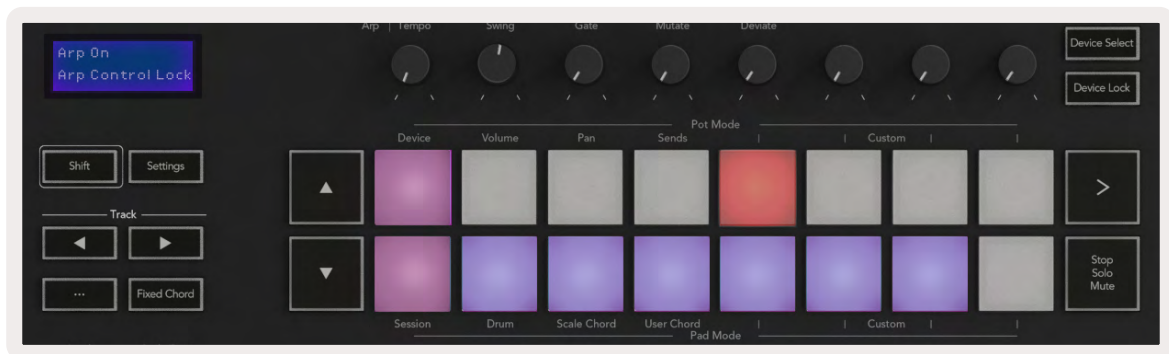 Arp | Tempo Swing Gate Mutate Deviate
Arp On
Arp Control Lock
Device Select
Device Lock
Pot Mode
Device Volume Pan Sends | | Custom | |
Shift Settings
Track
... Fixed Chord
Stop
Solo
Mute
Session Drum Scale Chord User Chord | | Custom | |
Pad Mode